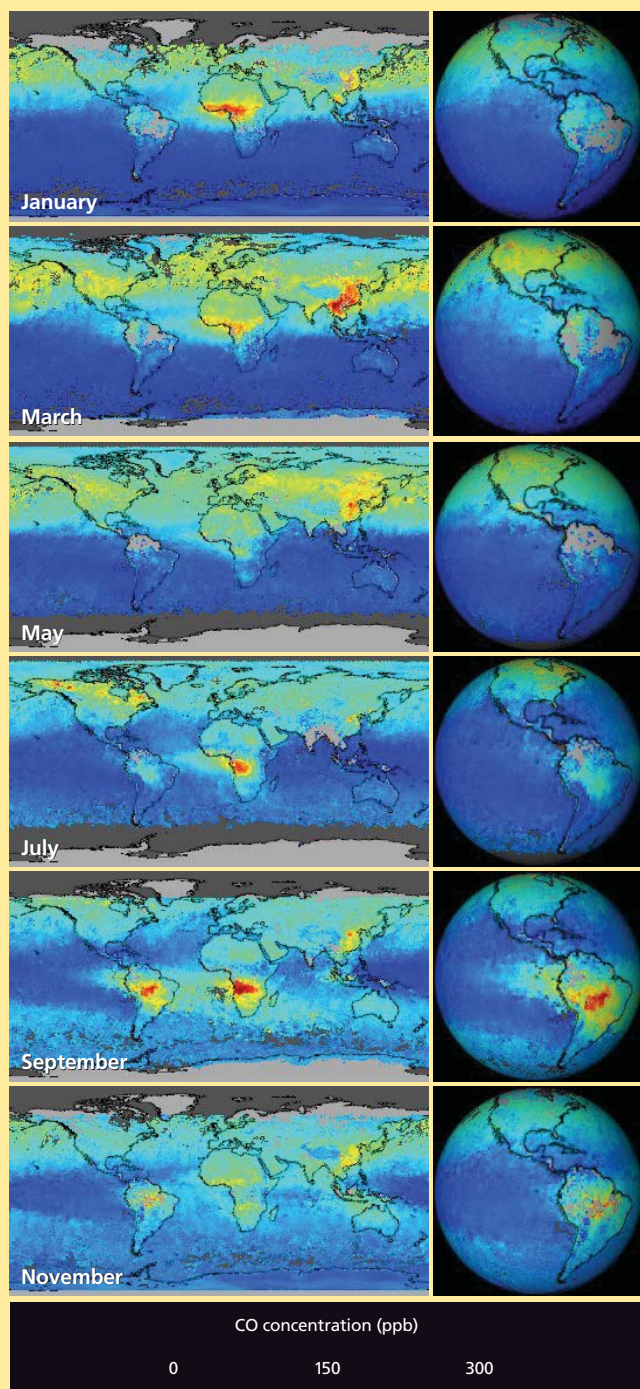 January
March
May
July
September
November
CO concentration (ppb)
0 150 300